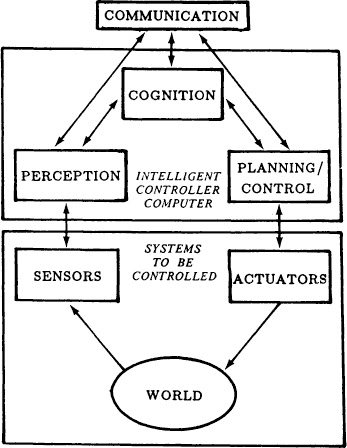 COMMUNICATION
COGNITION
PERCEPTION
INTELLIGENT
CONTROLLER
COMPUTER
PLANNING/
CONTROL
SENSORS
SYSTEMS
TO BE
CONTROLLED
ACTUATORS
WORLD